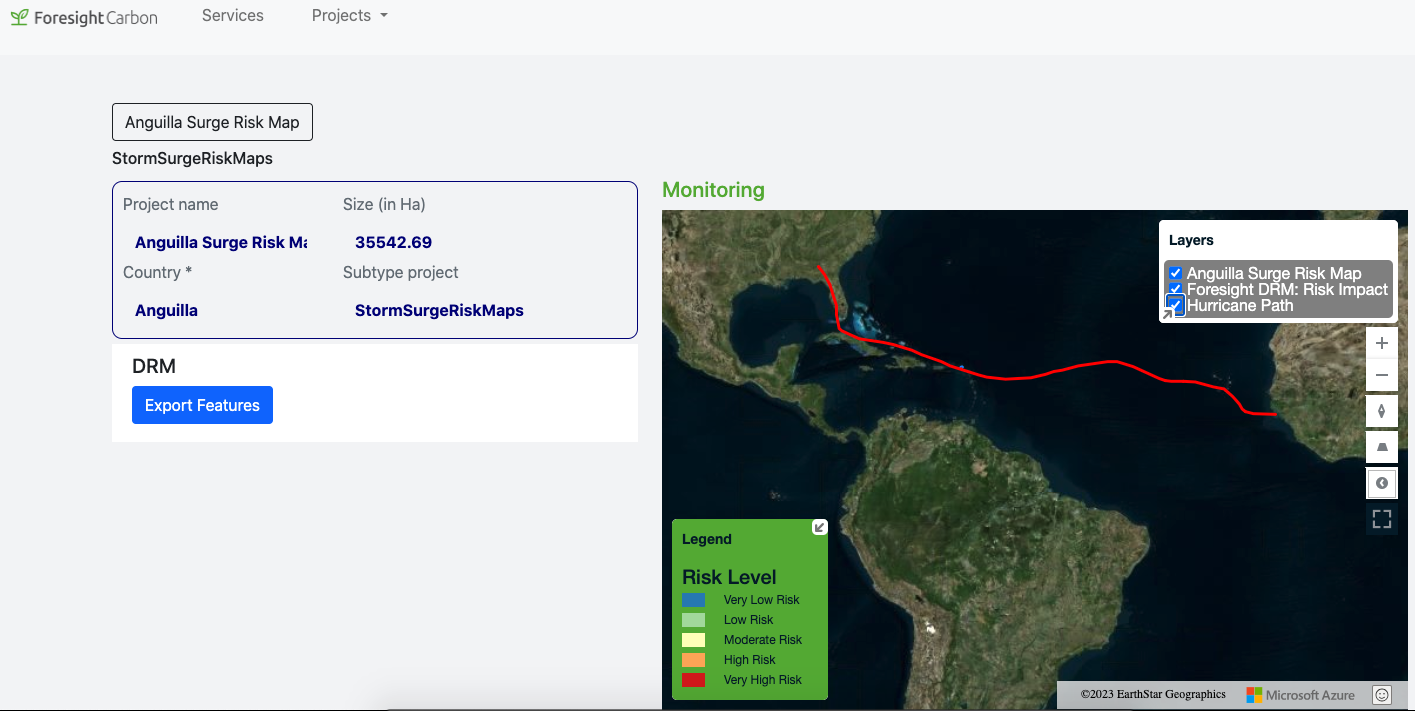 ForesightCarbon Services Projects
Anguilla Surge Risk Map
StormSurgeRiskMaps
Project name Size (in Ha)
Anguilla Surge Risk Ma 35542.69
Country * Subtype project
Anguilla StormSurgeRiskMaps
DRM
Export Features
Monitoring
Layers
Anguilla Surge Risk Map
Foresight DRM: Risk Impact
Hurricane Path
Legend
Risk Level
Very Low Risk
Low Risk
Moderate Risk
High Risk
Very High Risk
©2023 EarthStar Geographics Microsoft Azure